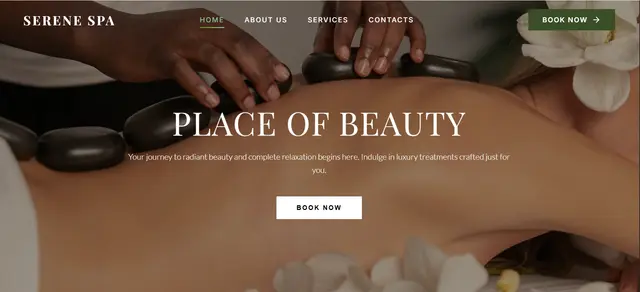 SERENE SPA
HOME ABOUT US SERVICES CONTACTS
BOOK NOW →
PLACE OF BEAUTY
Your journey to radiant beauty and complete relaxation begins here. Indulge in luxury treatments crafted just for
you.
BOOK NOW